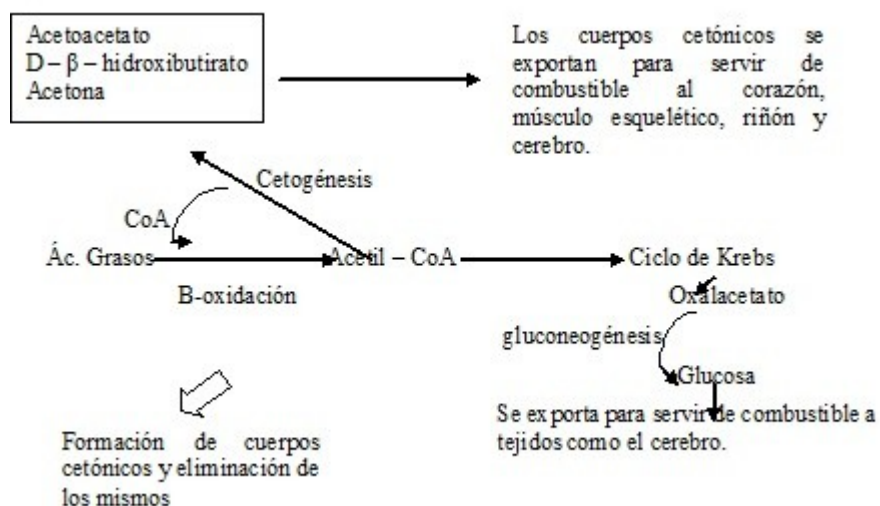 Acetoacetato
D – β – hidroxibutirato
Acetona
Los cuerpos cetónicos se
exportan para servir de
combustible al corazón,
músculo esquelético, riñón y
cerebro.
Cetogénesis
CoA
Ác. Grasos
Acetil – CoA
Ciclo de Krebs
B-oxidación
Oxalacetato
gluconeogénesis
Glucosa
Se exporta para servir de combustible a
tejidos como el cerebro.
Formación de cuerpos
cetónicos y eliminación de
los mismos